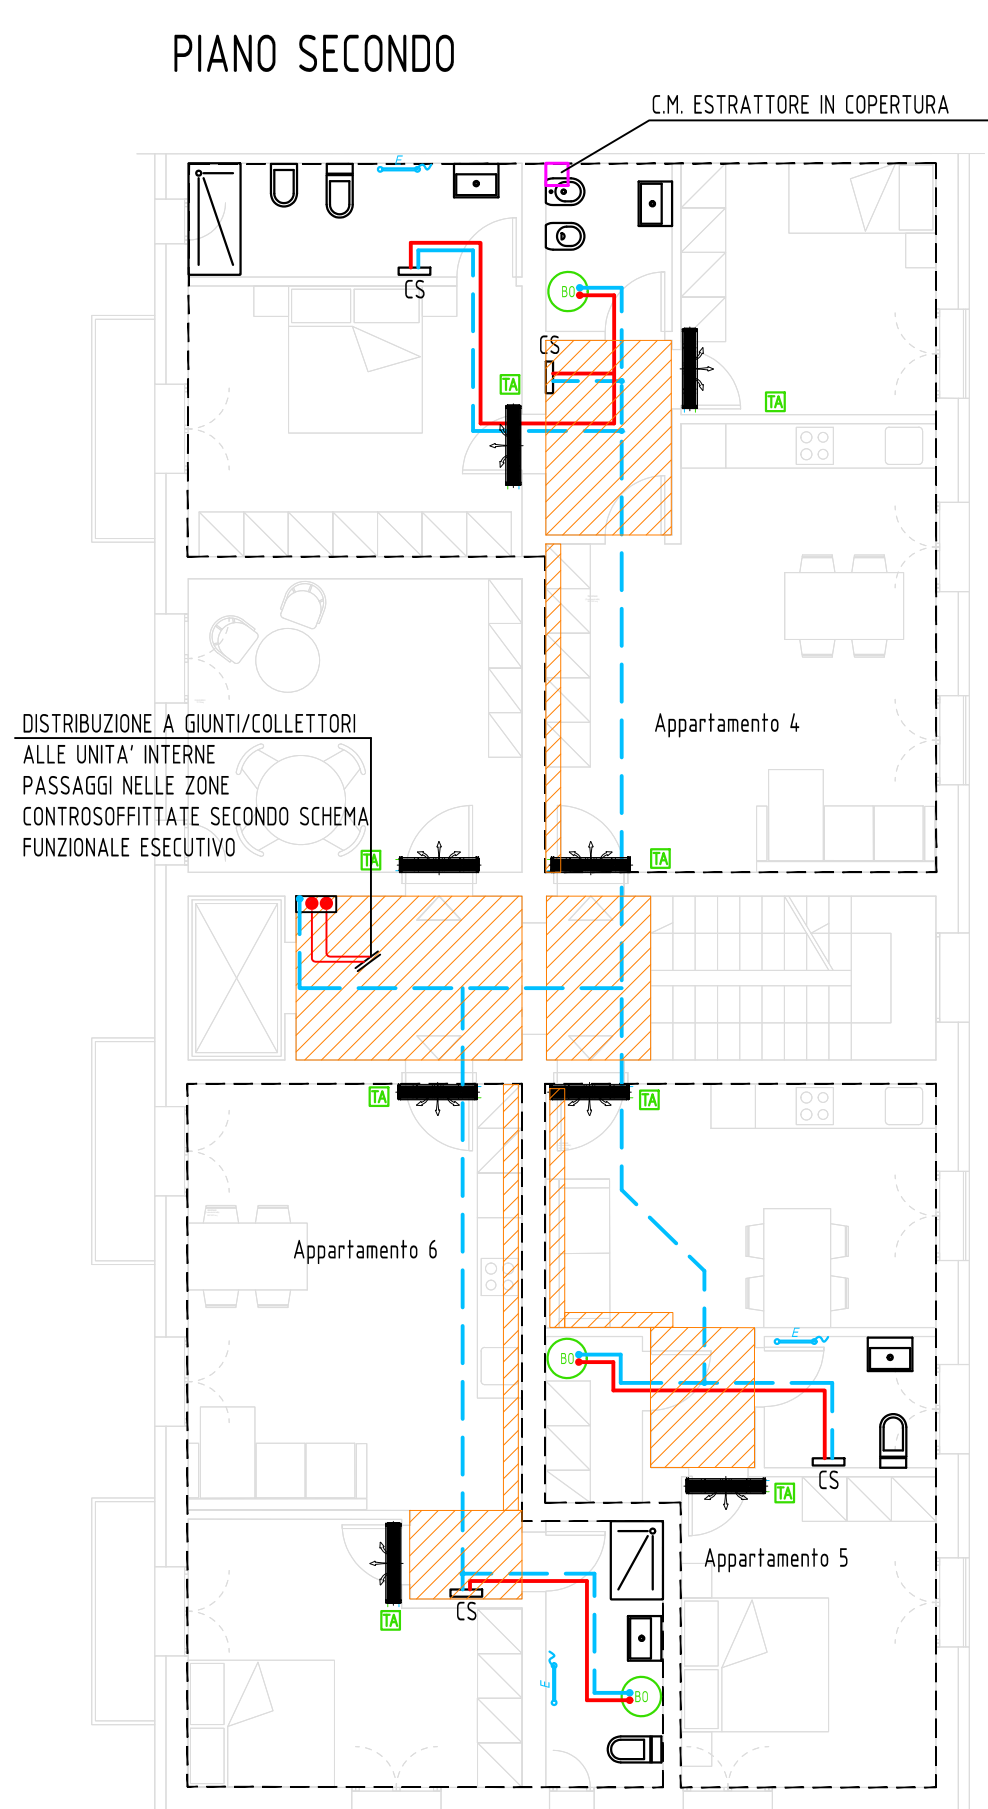 PIANO SECONDO
C.M. ESTRATTORE IN COPERTURA
E
CS
BO
CS
TA
TA
Appartamento 4
DISTRIBUZIONE A GIUNTI/COLLETTORI
ALLE UNITA' INTERNE
PASSAGGI NELLE ZONE
CONTROSOFFITTATE SECONDO SCHEMA
FUNZIONALE ESECUTIVO
TA
TA
TA
TA
Appartamento 6
E
BO
CS
TA
Appartamento 5
TA
CS
E
BO